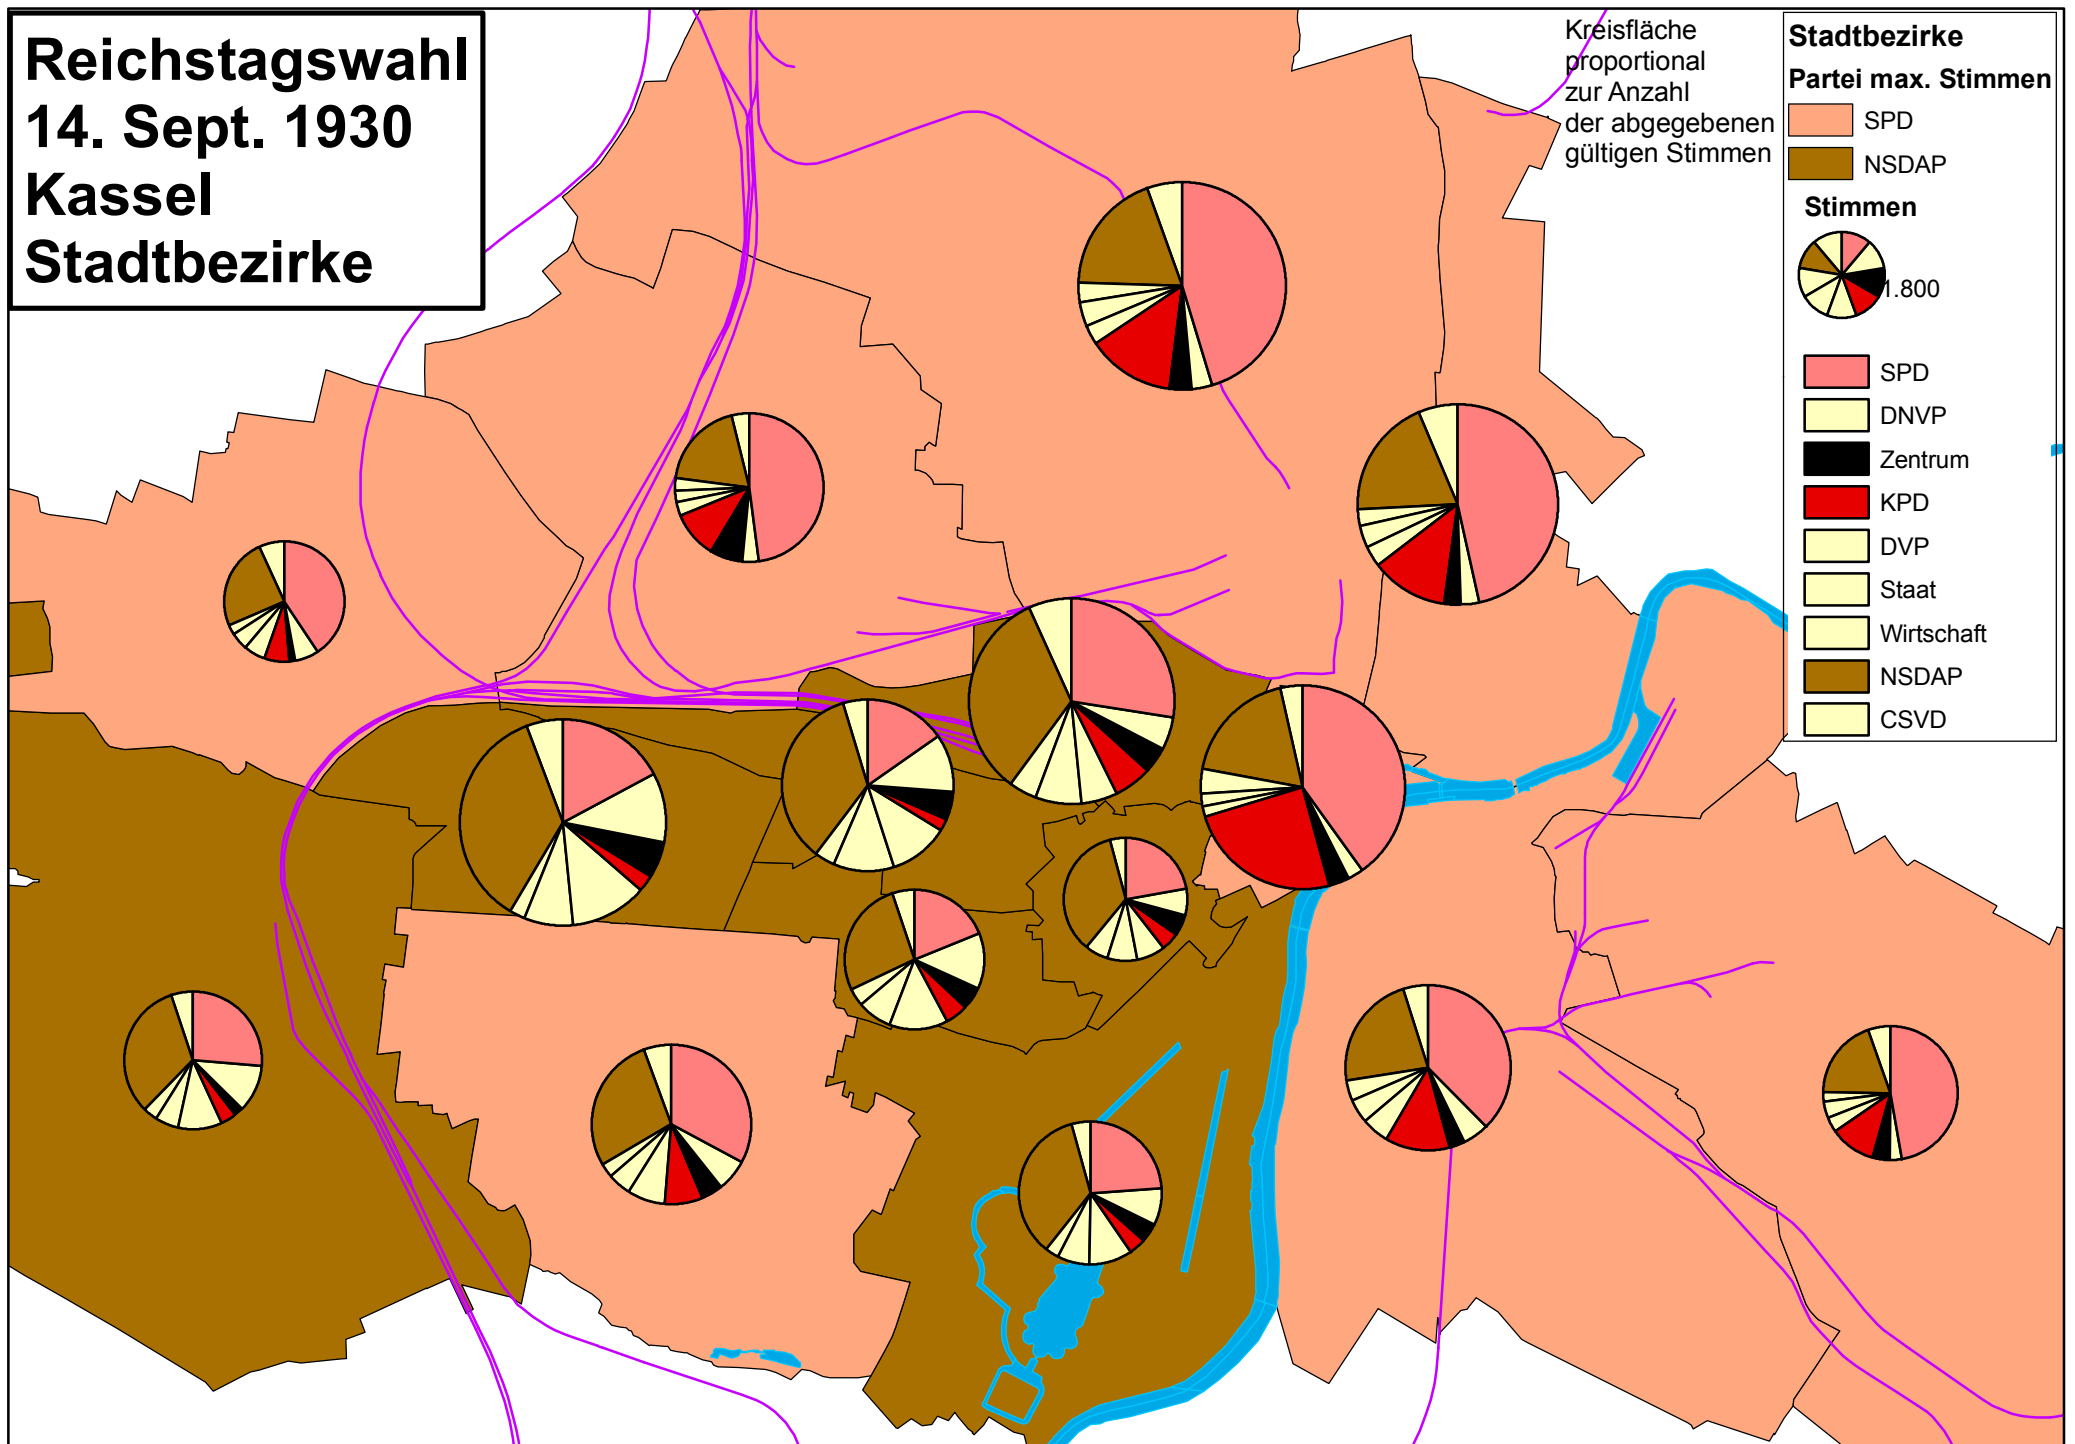 Reichstagswahl
14. Sept. 1930
Kassel
Stadtbezirke
Kreisfläche
proportional
zur Anzahl
der abgegebenen
gültigen Stimmen
Stadtbezirke
Partei max. Stimmen
SPD
NSDAP
Stimmen
1.800
SPD
DNVP
Zentrum
KPD
DVP
Staat
Wirtschaft
NSDAP
CSVD